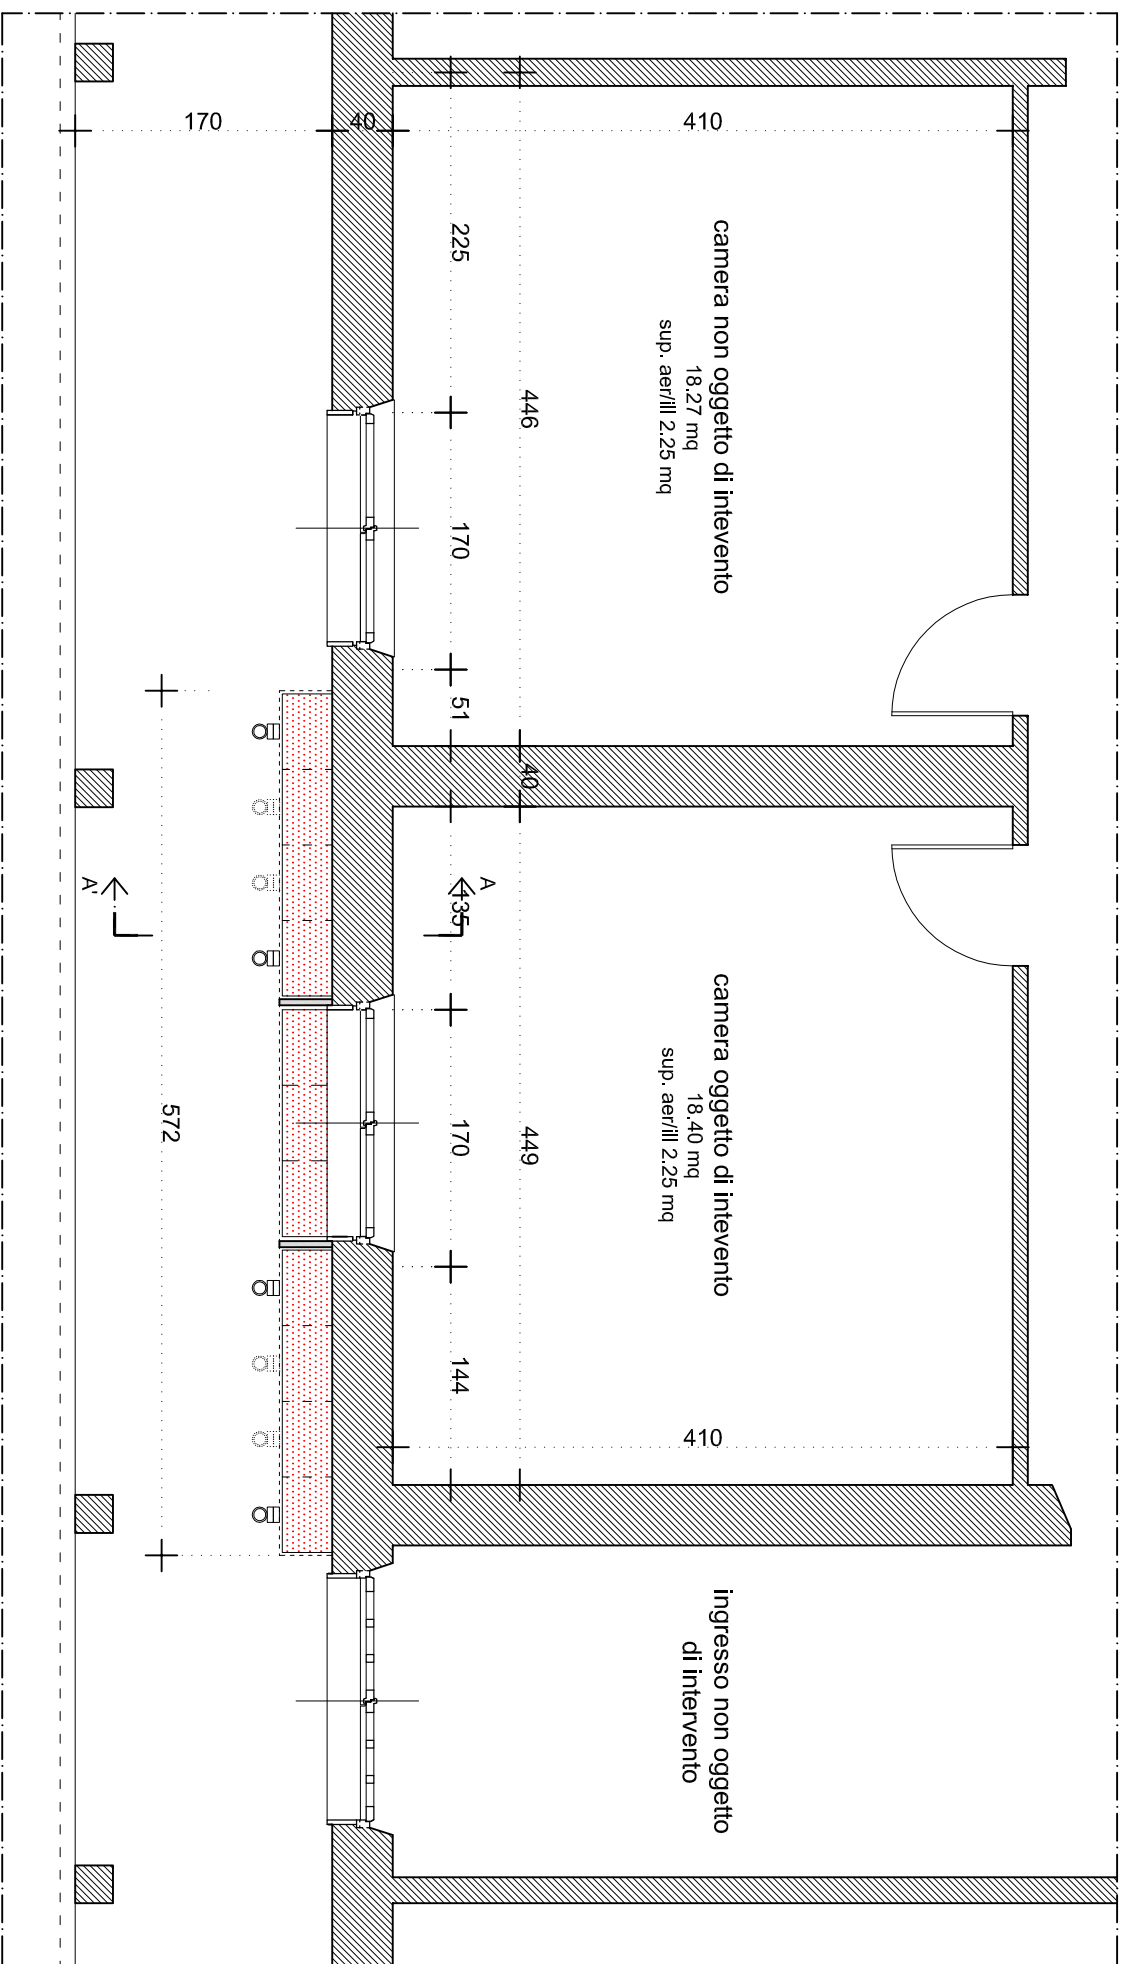 170
40
410
225
446
camera non oggetto di intevento
18.27 mq
sup. aer/ill 2.25 mq
170
51
40
A'
A
135
camera oggetto di intevento
18.40 mq
sup. aer/ill 2.25 mq
572
170
449
144
410
ingresso non oggetto
di intervento